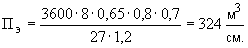 Пэ = 3600·8·0,65·0,8·0,7 / 27·1,2 = 324 м³/см.